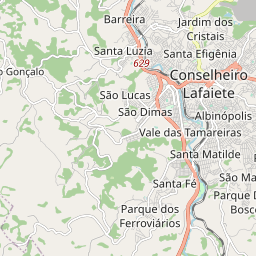 Barreira
Jardim dos
Cristais
Santa Luzia
Santa Efigênia
629
Gonçalo
Conselheiro
Lafaiete
São Lucas
São Dimas
Albinópolis
Vale das Tamareiras
Santa Matilde
Santa Fé
São Ma
Parque D
Bosc
Parque dos
Ferroviários